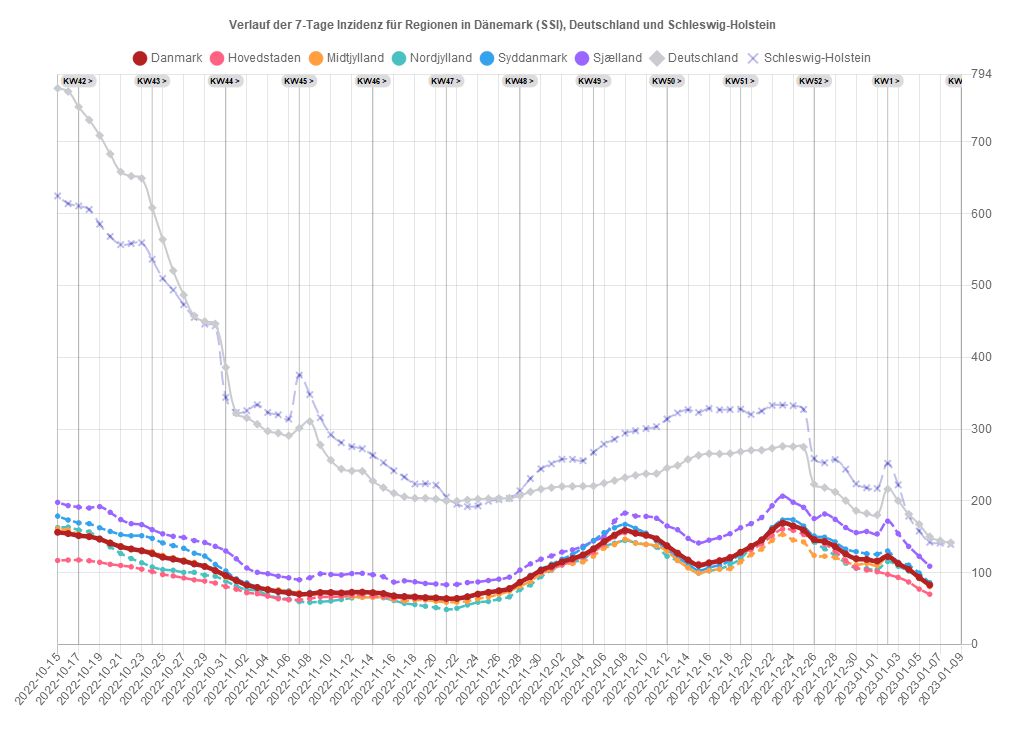 Verlauf der 7-Tage Inzidenz für Regionen in Dänemark (SSI), Deutschland und Schleswig-Holstein
Danmark Hovedstaden Midtjylland Nordjylland Syddanmark Sjælland Deutschland Schleswig-Holstein
KW42 > KW43 > KW44 > KW45 > KW46 > KW47 > KW48 > KW49 > KW50 > KW51 > KW52 > KW1 > KW
794
700
600
500
400
300
200
100
0
2022-10-15 2022-10-17 2022-10-19 2022-10-21 2022-10-23 2022-10-25 2022-10-27 2022-10-29 2022-10-31 2022-11-02 2022-11-04 2022-11-06 2022-11-08 2022-11-10 2022-11-12 2022-11-14 2022-11-16 2022-11-18 2022-11-20 2022-11-22 2022-11-24 2022-11-26 2022-11-28 2022-11-30 2022-12-02 2022-12-04 2022-12-06 2022-12-08 2022-12-10 2022-12-12 2022-12-14 2022-12-16 2022-12-18 2022-12-20 2022-12-22 2022-12-24 2022-12-26 2022-12-28 2022-12-30 2023-01-01 2023-01-03 2023-01-05 2023-01-07 2023-01-09